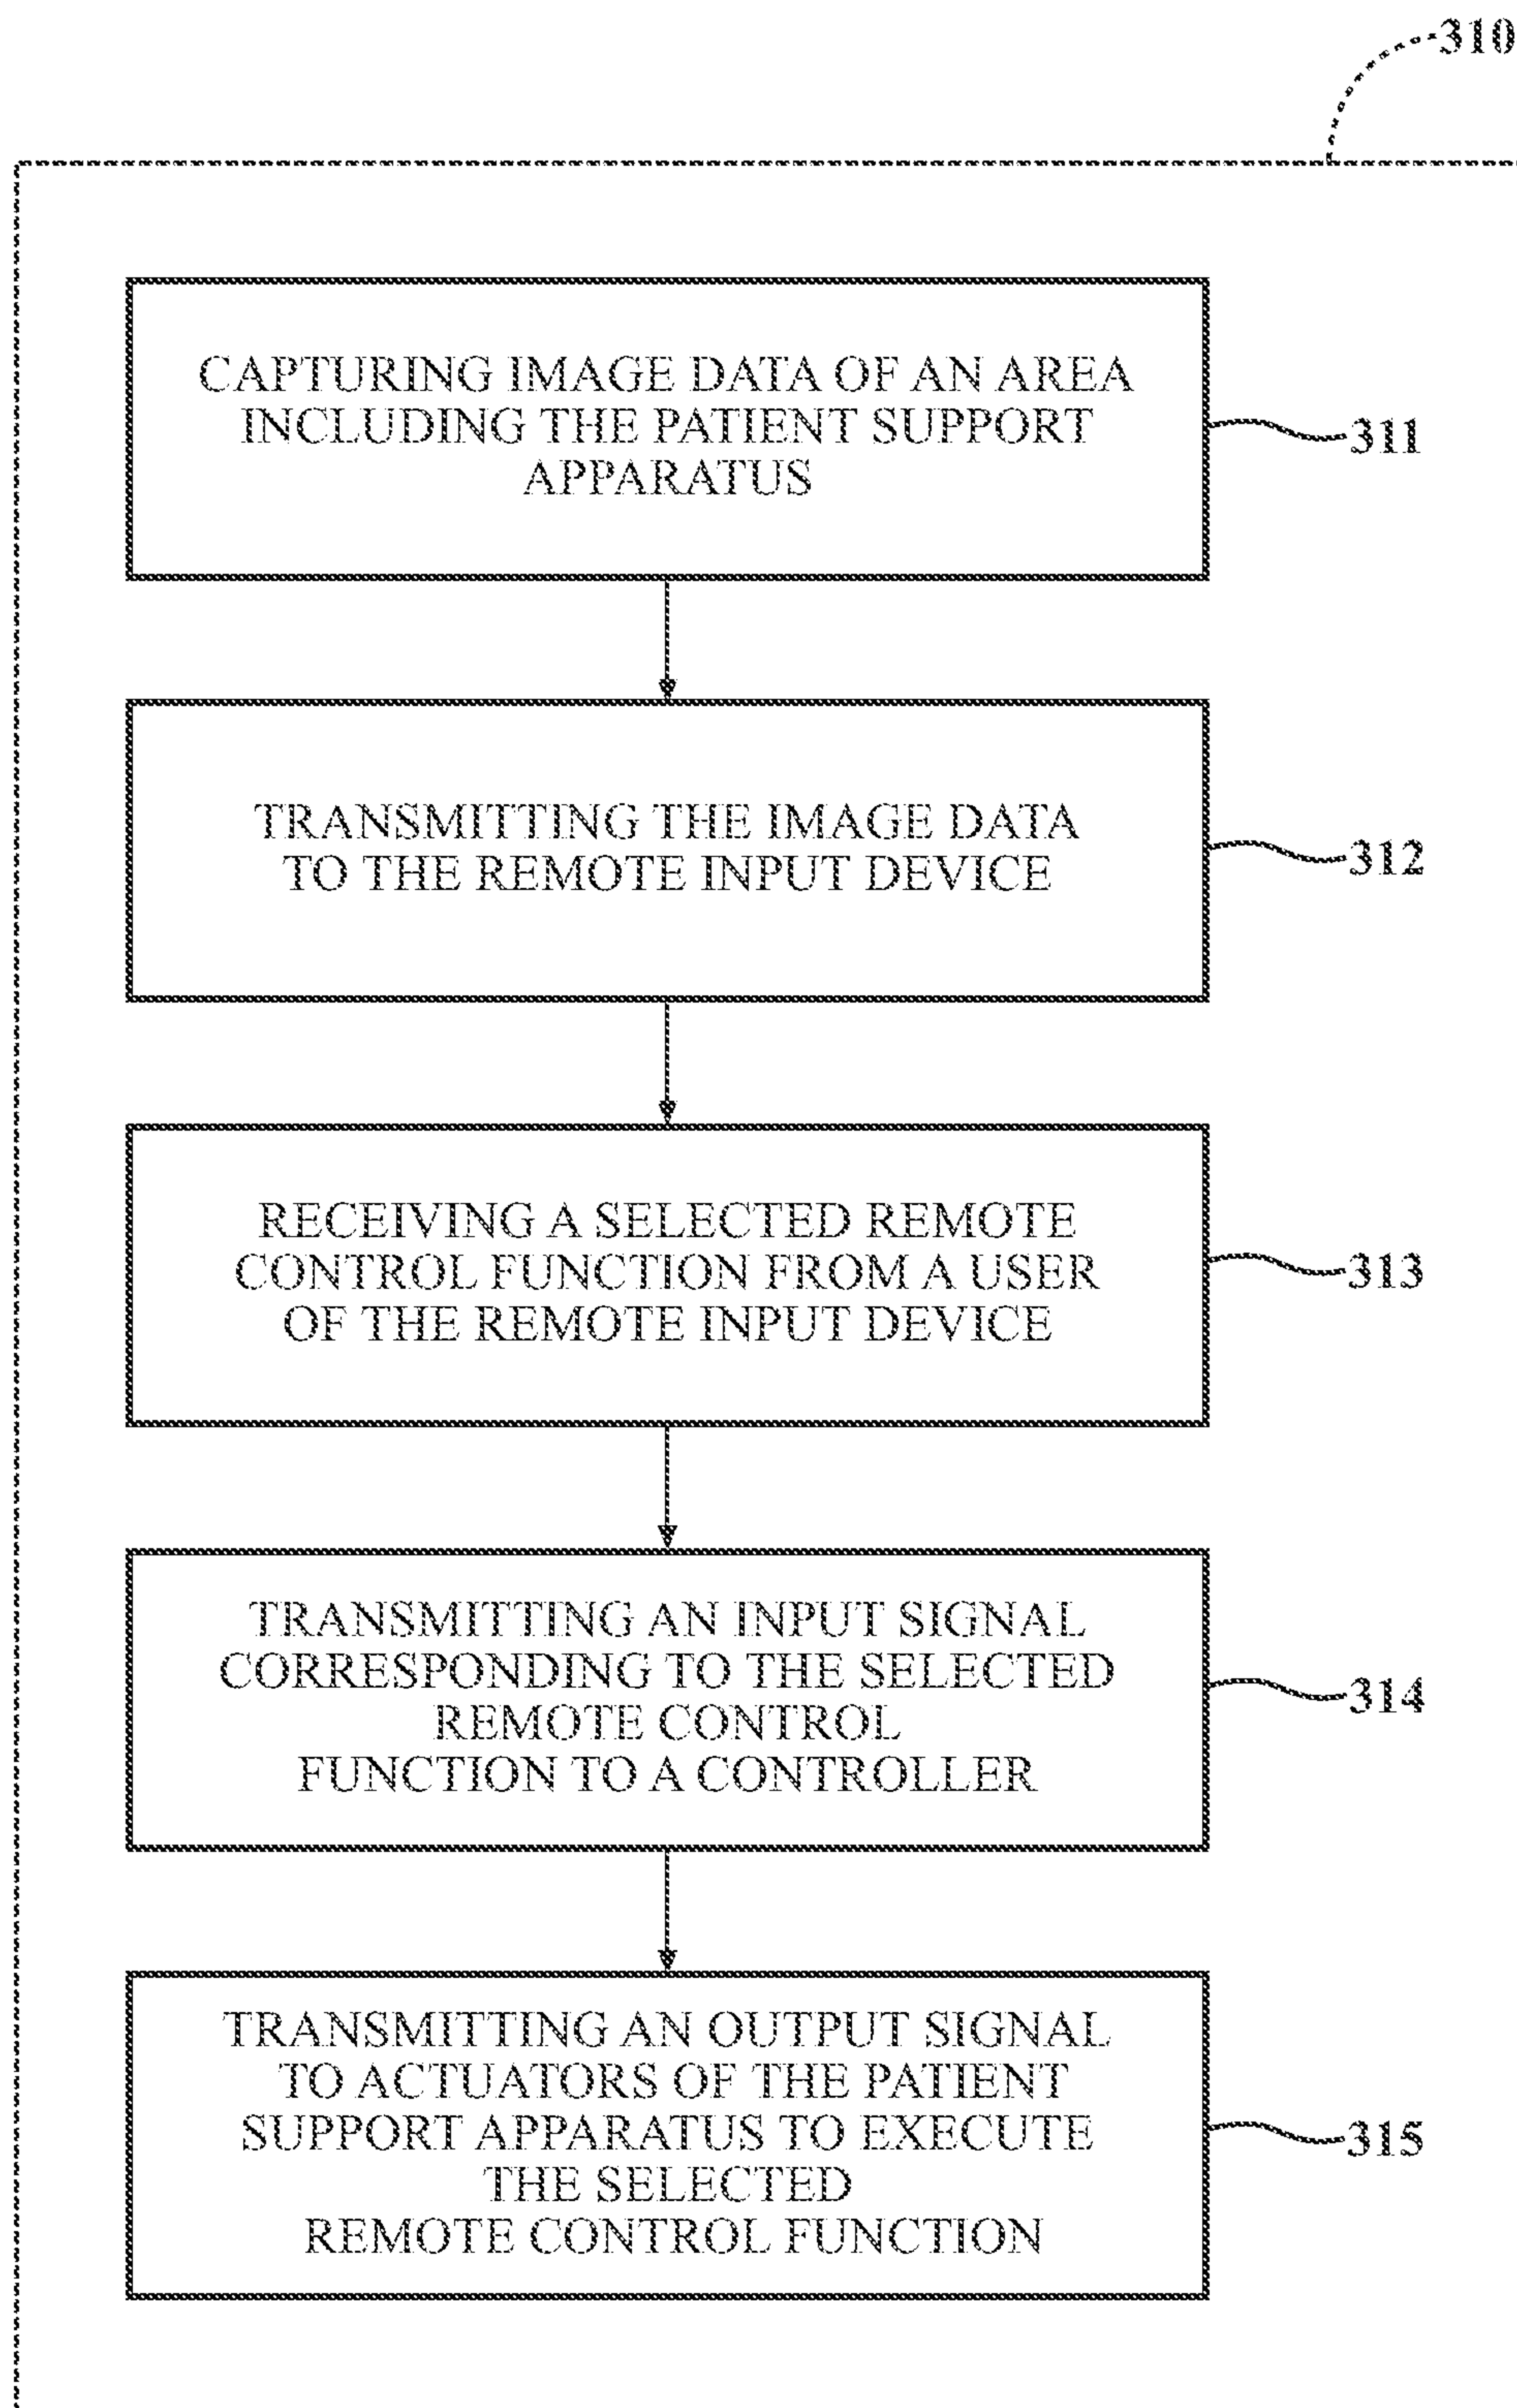 310
CAPTURING IMAGE DATA OF AN AREA
INCLUDING THE PATIENT SUPPORT
APPARATUS
311
TRANSMITTING THE IMAGE DATA
TO THE REMOTE INPUT DEVICE
312
RECEIVING A SELECTED REMOTE
CONTROL FUNCTION FROM A USER
OF THE REMOTE INPUT DEVICE
313
TRANSMITTING AN INPUT SIGNAL
CORRESPONDING TO THE SELECTED
REMOTE CONTROL
FUNCTION TO A CONTROLLER
314
TRANSMITTING AN OUTPUT SIGNAL
TO ACTUATORS OF THE PATIENT
SUPPORT APPARATUS TO EXECUTE
THE SELECTED
REMOTE CONTROL FUNCTION
315